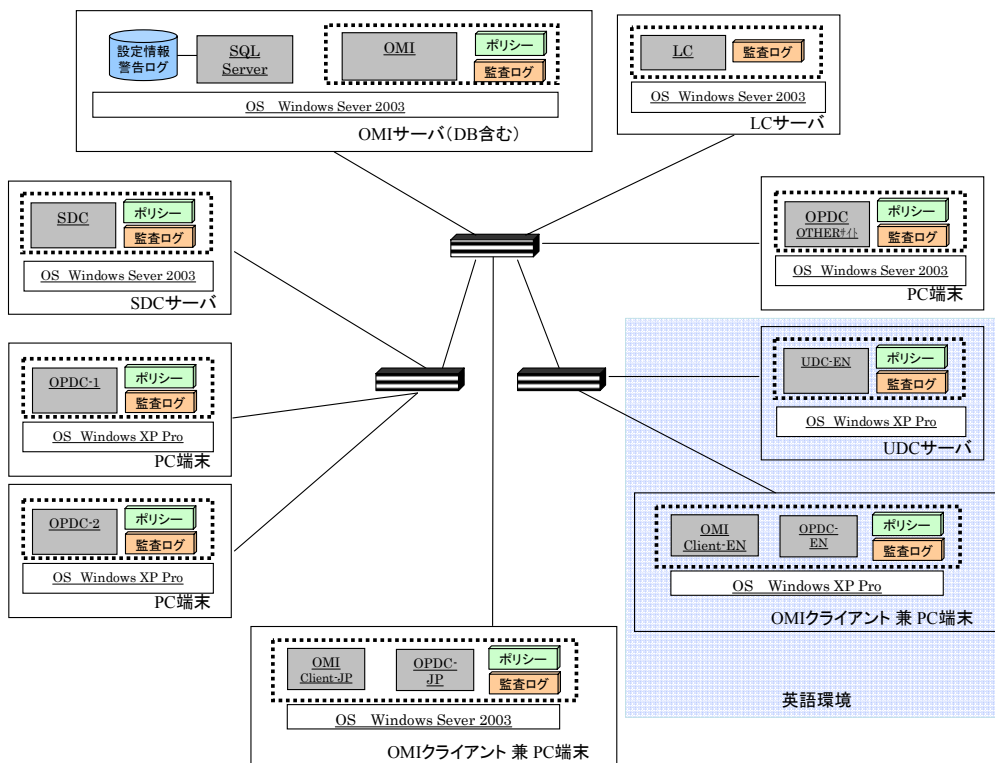 設定情報
警告ログ
SQL
Server
OMI
ポリシー
監査ログ
OS　Windows Sever 2003
OMIサーバ（DB含む）
LC
監査ログ
OS　Windows Sever 2003
LCサーバ
SDC
ポリシー
監査ログ
OS　Windows Sever 2003
SDCサーバ
OPDC
OTHERｻｲﾄ
ポリシー
監査ログ
OS　Windows Sever 2003
PC端末
OPDC-1
ポリシー
監査ログ
OS　Windows XP Pro
PC端末
UDC-EN
ポリシー
監査ログ
OS　Windows XP Pro
UDCサーバ
OPDC-2
ポリシー
監査ログ
OS　Windows XP Pro
PC端末
OMI
Client-EN
OPDC-
EN
ポリシー
監査ログ
OS　Windows XP Pro
OMIクライアント 兼 PC端末
OMI
Client-JP
OPDC-
JP
ポリシー
監査ログ
OS　Windows Sever 2003
OMIクライアント 兼 PC端末
英語環境